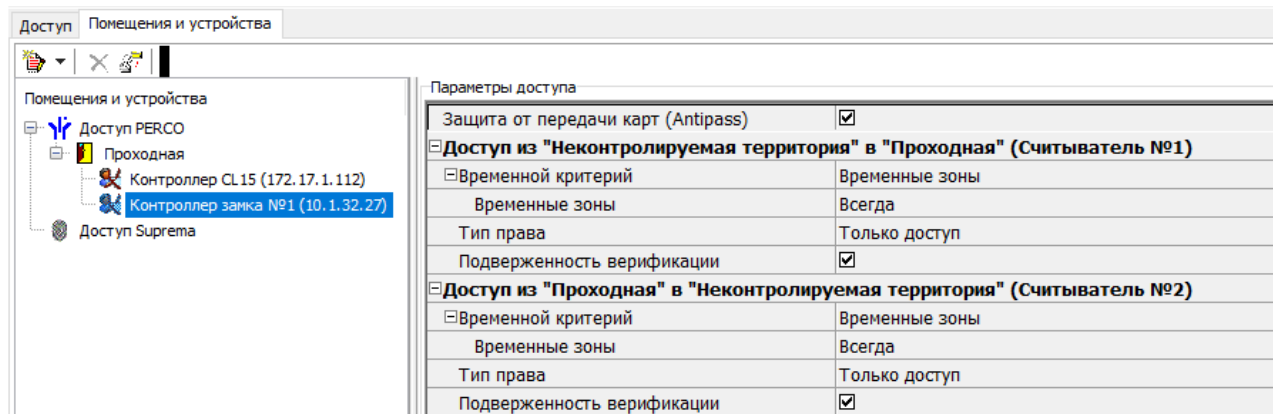 Доступ Помещения и устройства
Помещения и устройства
Доступ PERCO
Проходная
Контроллер CL15 (172.17.1.112)
Контроллер замка №1 (10.1.32.27)
Доступ Suprema
Параметры доступа
Защита от передачи карт (Antipass)
Доступ из "Неконтролируемая территория" в "Проходная" (Считыватель №1)
Временной критерий Временные зоны
Временные зоны Всегда
Тип права Только доступ
Подверженность верификации
Доступ из "Проходная" в "Неконтролируемая территория" (Считыватель №2)
Временной критерий Временные зоны
Временные зоны Всегда
Тип права Только доступ
Подверженность верификации